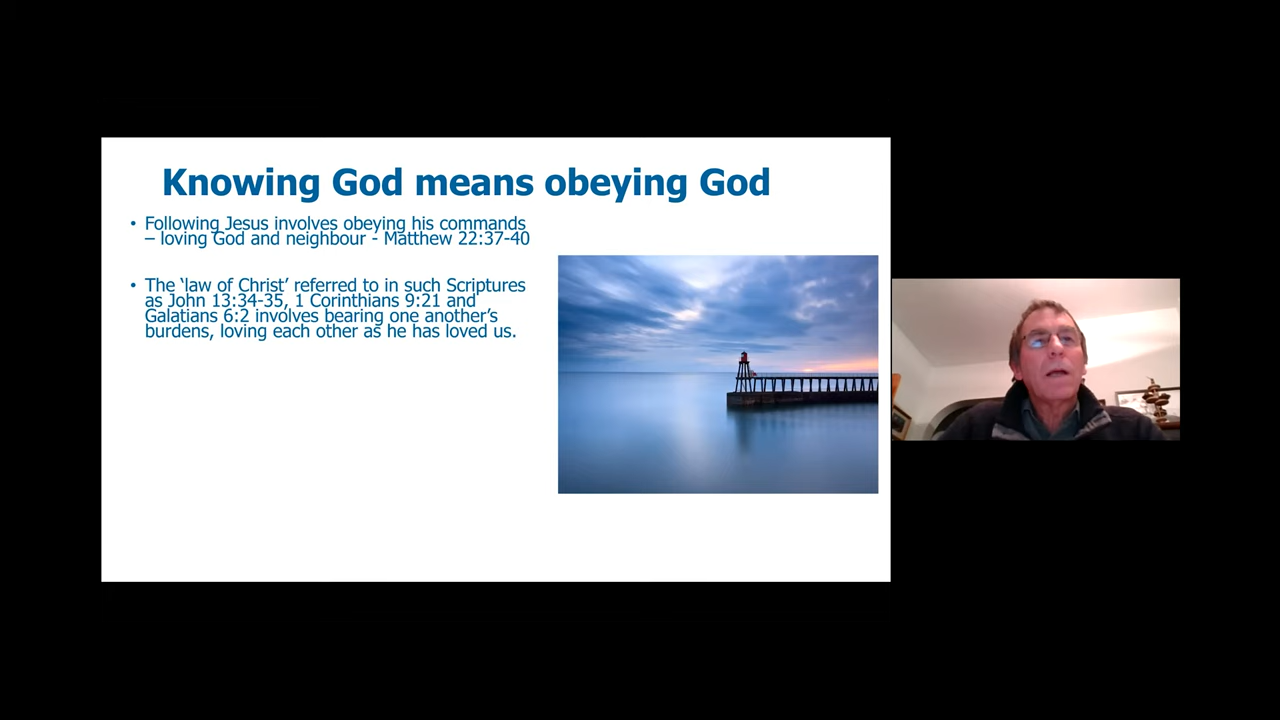 Knowing God means obeying God
• Following Jesus involves obeying his commands
– loving God and neighbour - Matthew 22:37-40
• The ‘law of Christ’ referred to in such Scriptures
as John 13:34-35, 1 Corinthians 9:21 and
Galatians 6:2 involves bearing one another’s
burdens, loving each other as he has loved us.